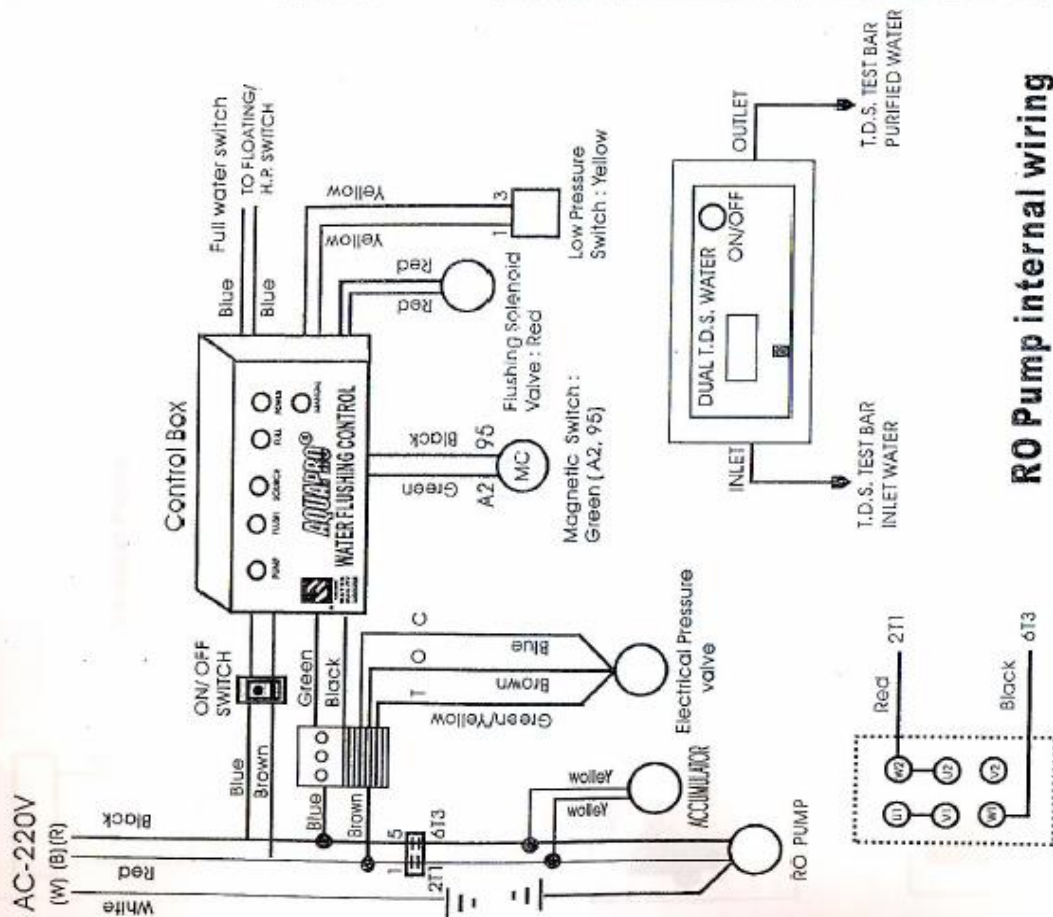 AC-220V
(W) (B)(R)
White
Red
Black
Blue
Brown
ON/ OFF
SWITCH
Control Box
PUMP
FLUSH
SOURCE
FULL
POWER
MANUAL
AQUAPRO®
WATER FLUSHING CONTROL
Full water switch
Blue
TO FLOATING/
H.P. SWITCH
Blue
Green
Black
Blue
Brown
T
O
C
Green/Yellow
Brown
Blue
Electrical Pressure
valve
Green
Black
A2
95
MC
Magnetic Switch :
Green ( A2, 95)
Red
Red
Flushing Solenoid
Valve : Red
Yellow
Yellow
1
3
Low Pressure
Switch : Yellow
1
5
2T1
6T3
yellow
yellow
ACCUMULATOR
RO PUMP
DUAL T.D.S. WATER
ON/OFF
INLET
OUTLET
T.D.S. TEST BAR
INLET WATER
T.D.S. TEST BAR
PURIFIED WATER
Red
2T1
U1
W2
V1
U2
W1
V2
Black
6T3
RO Pump internal wiring